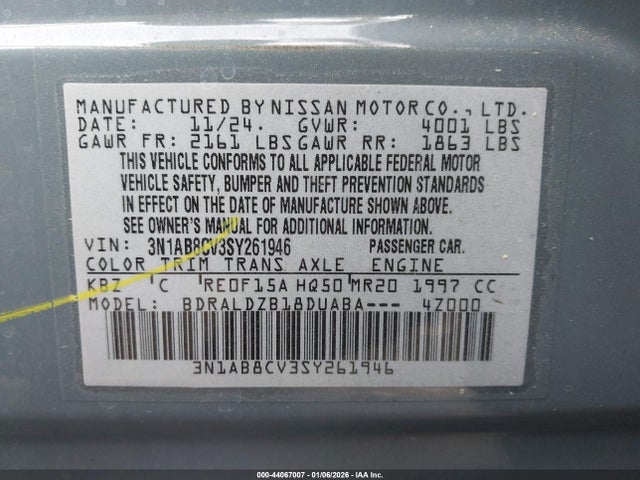 MANUFACTURED BY NISSAN MOTOR CO., LTD.
DATE: 11/24. GVWR: 4001 LBS
GAWR FR: 2161 LBS GAWR RR: 1863 LBS
THIS VEHICLE CONFORMS TO ALL APPLICABLE FEDERAL MOTOR
VEHICLE SAFETY, BUMPER AND THEFT PREVENTION STANDARDS
IN EFFECT ON THE DATE OF MANUFACTURE SHOWN ABOVE.
SEE OWNER'S MANUAL FOR ADDITIONAL INFORMATION.
VIN: 3N1AB8CV3SY261946 PASSENGER CAR.
COLOR TRIM TRANS AXLE ENGINE
KBZ C RE0F15A HQ50 MR20 1997 CC
MODEL: BDRALDZB18DUABA--- 4Z000
3N1AB8CV3SY261946
000-44067007 - 01/06/2026 - IAA Inc.